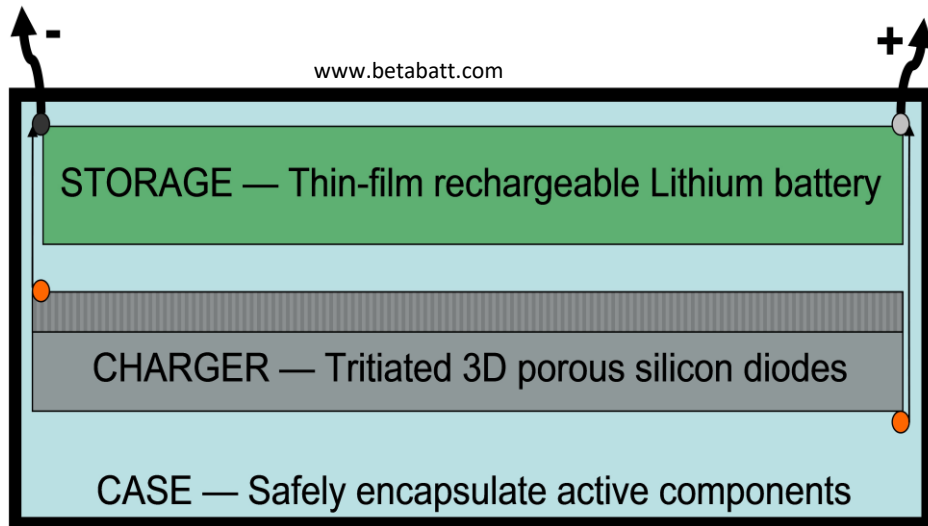 -
+
www.betabatt.com
STORAGE — Thin-film rechargeable Lithium battery
CHARGER — Tritiated 3D porous silicon diodes
CASE — Safely encapsulate active components